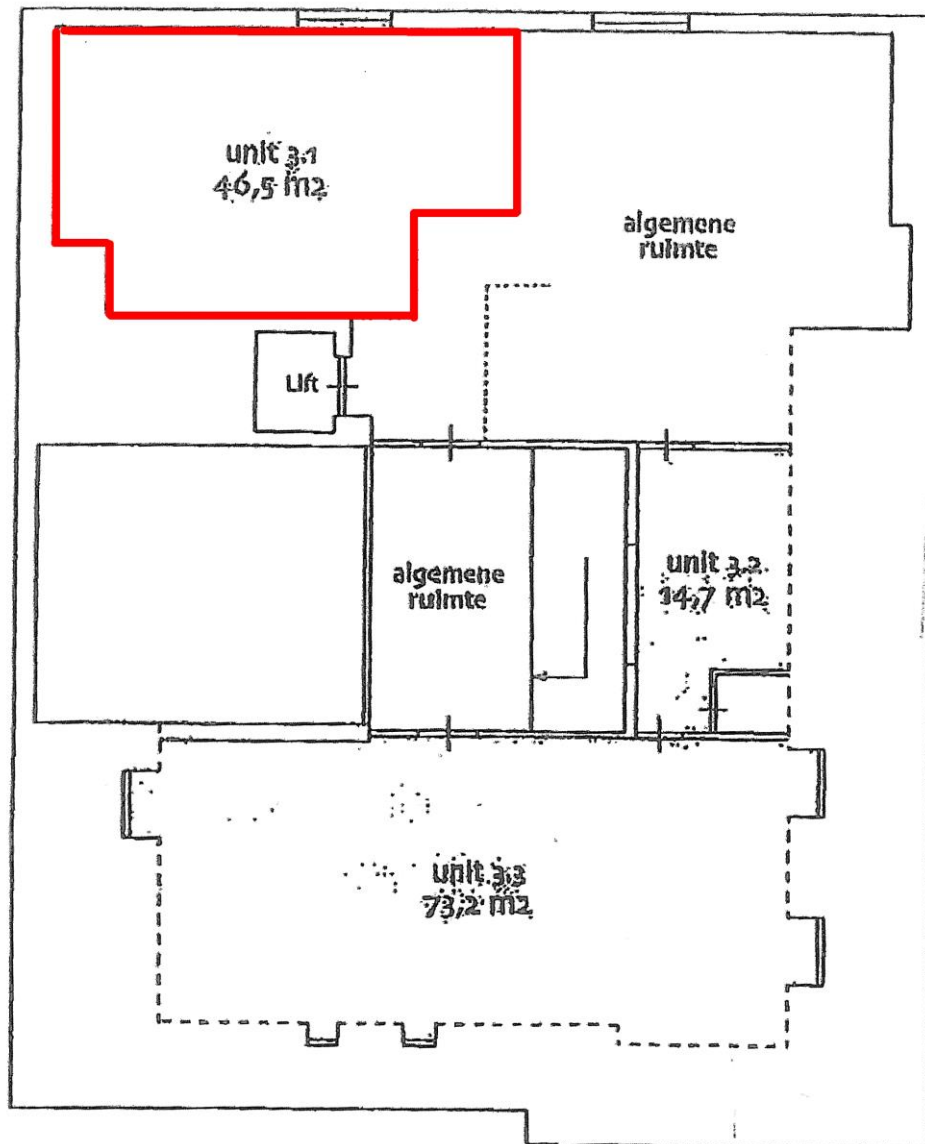 unit 3.1
46,5 m2
algemene
ruimte
Lift
algemene
ruimte
unit 3.2
14,7 m2
unit 3.3
73,2 m2